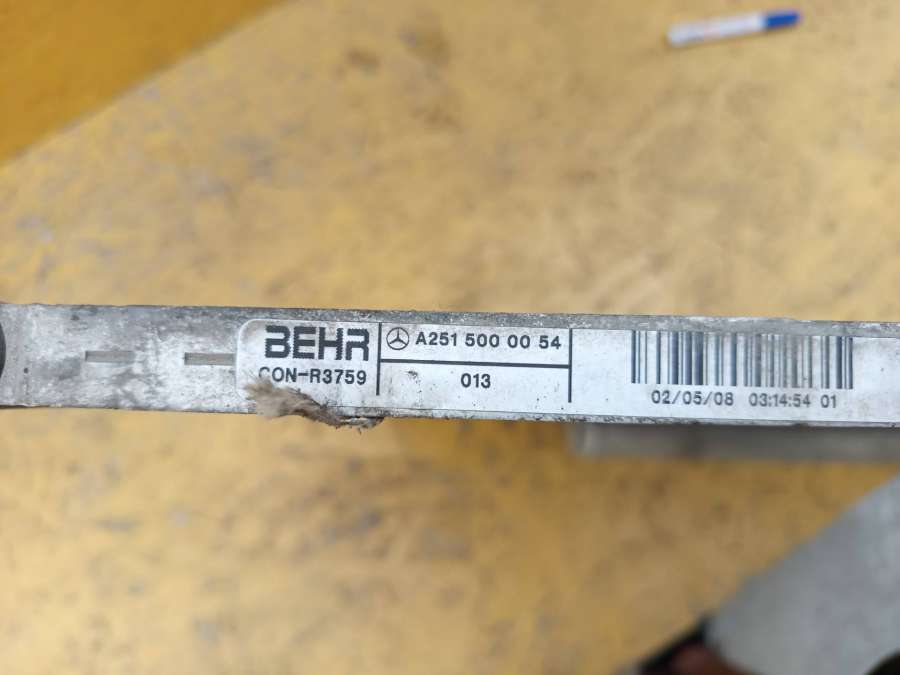 BEHR
CON-R3759
A251 500 00 54
013
02/05/08 03:14:54 01